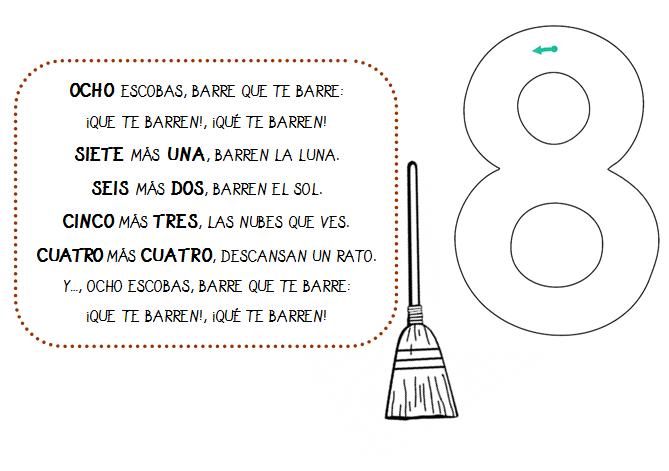 OCHO ESCOBAS, BARRE QUE TE BARRE:
¡QUE TE BARREN!, ¡QUÉ TE BARREN!
SIETE MÁS UNA, BARREN LA LUNA.
SEIS MÁS DOS, BARREN EL SOL.
CINCO MÁS TRES, LAS NUBES QUE VES.
CUATRO MÁS CUATRO, DESCANSAN UN RATO.
Y..., OCHO ESCOBAS, BARRE QUE TE BARRE:
¡QUE TE BARREN!, ¡QUÉ TE BARREN!
8